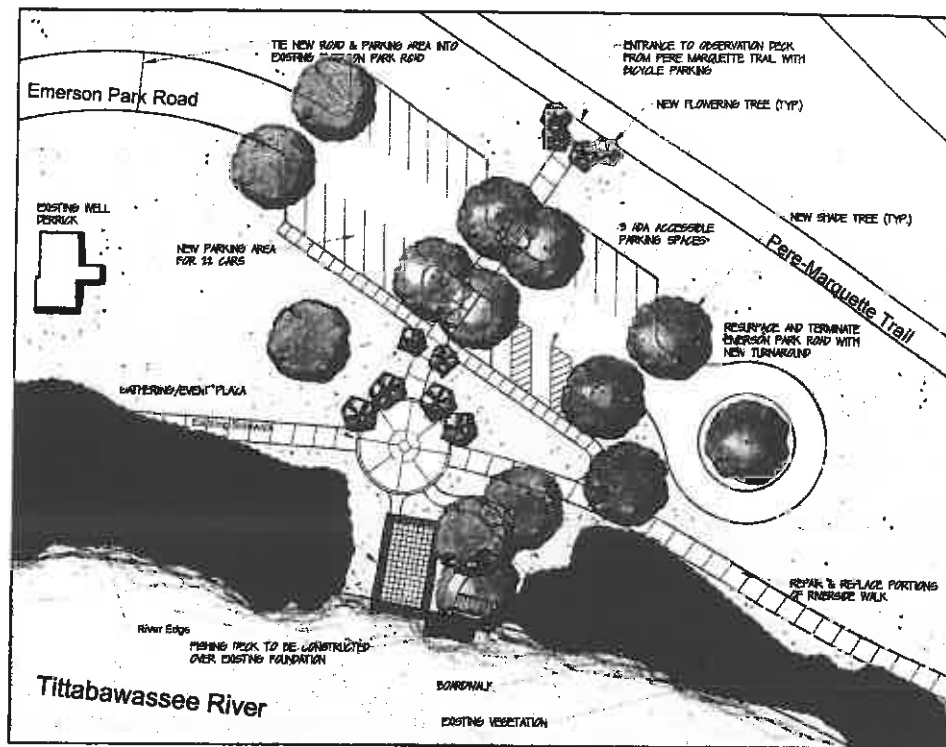 TIE NEW ROAD & PARKING AREA INTO
EXISTING EMERSON PARK ROAD
ENTRANCE TO OBSERVATION DECK
FROM PERE MARQUETTE TRAIL WITH
BICYCLE PARKING
Emerson Park Road
NEW FLOWERING TREE (TYP.)
EXISTING WELL
DERRICK
NEW SHADE TREE (TYP.)
3 ADA ACCESSIBLE
PARKING SPACES
NEW PARKING AREA
FOR 22 CARS
Pere-Marquette Trail
RESURFACE AND TERMINATE
EMERSON PARK ROAD WITH
NEW TURNAROUND
GATHERING/EVENT PLAZA
Existing Sidewalk
REPAIR & REPLACE PORTIONS
OF RIVERSIDE WALK
River Edge
FISHING DECK TO BE CONSTRUCTED
OVER EXISTING FOUNDATION
Tittabawassee River
BOARDWALK
EXISTING VEGETATION